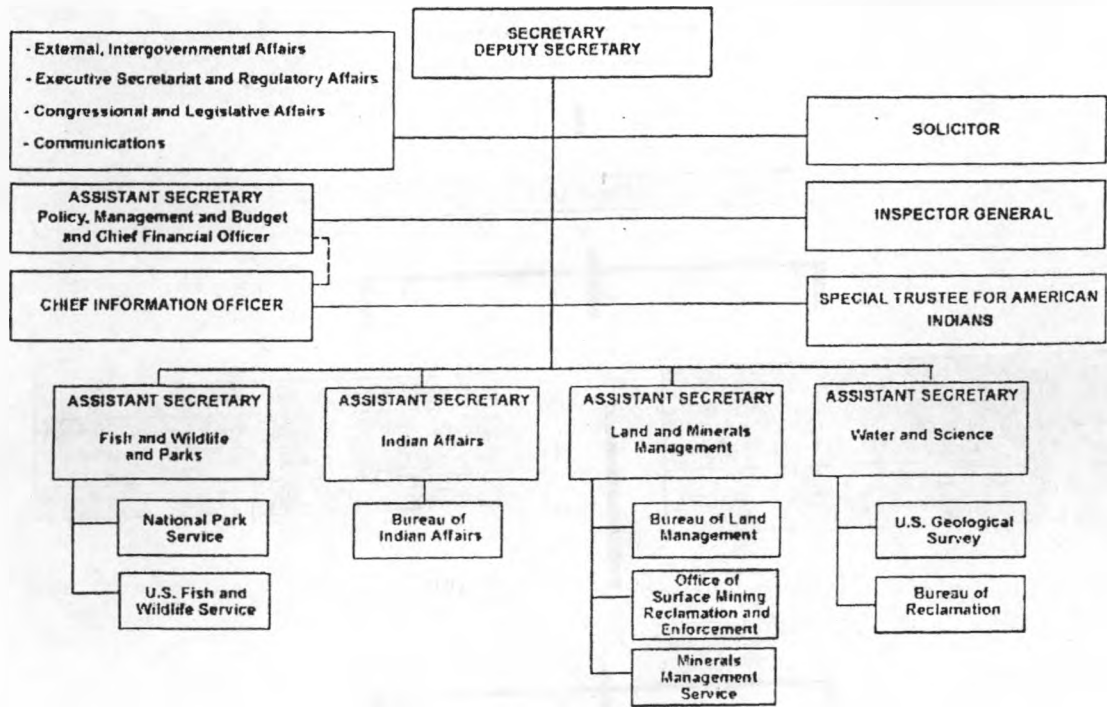 SECRETARY
DEPUTY SECRETARY
- External, Intergovernmental Affairs
- Executive Secretariat and Regulatory Affairs
- Congressional and Legislative Affairs
- Communications
SOLICITOR
ASSISTANT SECRETARY
Policy, Management and Budget
and Chief Financial Officer
INSPECTOR GENERAL
CHIEF INFORMATION OFFICER
SPECIAL TRUSTEE FOR AMERICAN
INDIANS
ASSISTANT SECRETARY
Fish and Wildlife
and Parks
National Park
Service
U.S. Fish and
Wildlife Service
ASSISTANT SECRETARY
Indian Affairs
Bureau of
Indian Affairs
ASSISTANT SECRETARY
Land and Minerals
Management
Bureau of Land
Management
Office of
Surface Mining
Reclamation and
Enforcement
Minerals
Management
Service
ASSISTANT SECRETARY
Water and Science
U.S. Geological
Survey
Bureau of
Reclamation